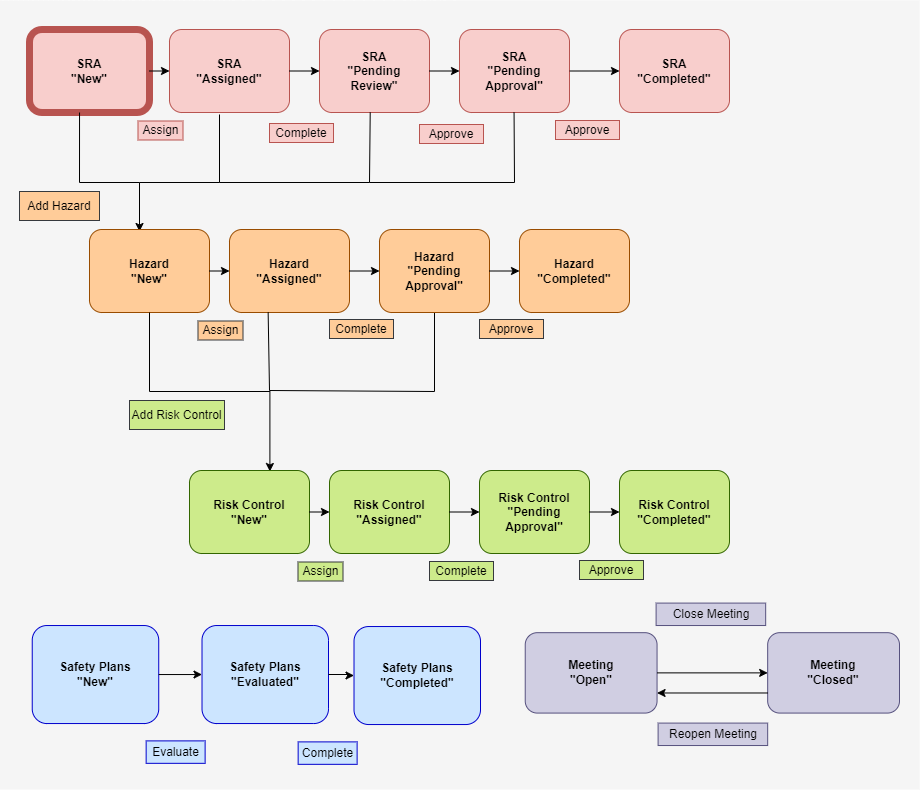 SRA
"New"
SRA
"Assigned"
SRA
"Pending
Review"
SRA
"Pending
Approval"
SRA
"Completed"
Assign
Complete
Approve
Approve
Add Hazard
Hazard
"New"
Hazard
"Assigned"
Hazard
"Pending
Approval"
Hazard
"Completed"
Assign
Complete
Approve
Add Risk Control
Risk Control
"New"
Risk Control
"Assigned"
Risk Control
"Pending
Approval"
Risk Control
"Completed"
Assign
Complete
Approve
Safety Plans
"New"
Safety Plans
"Evaluated"
Safety Plans
"Completed"
Evaluate
Complete
Close Meeting
Meeting
"Open"
Meeting
"Closed"
Reopen Meeting